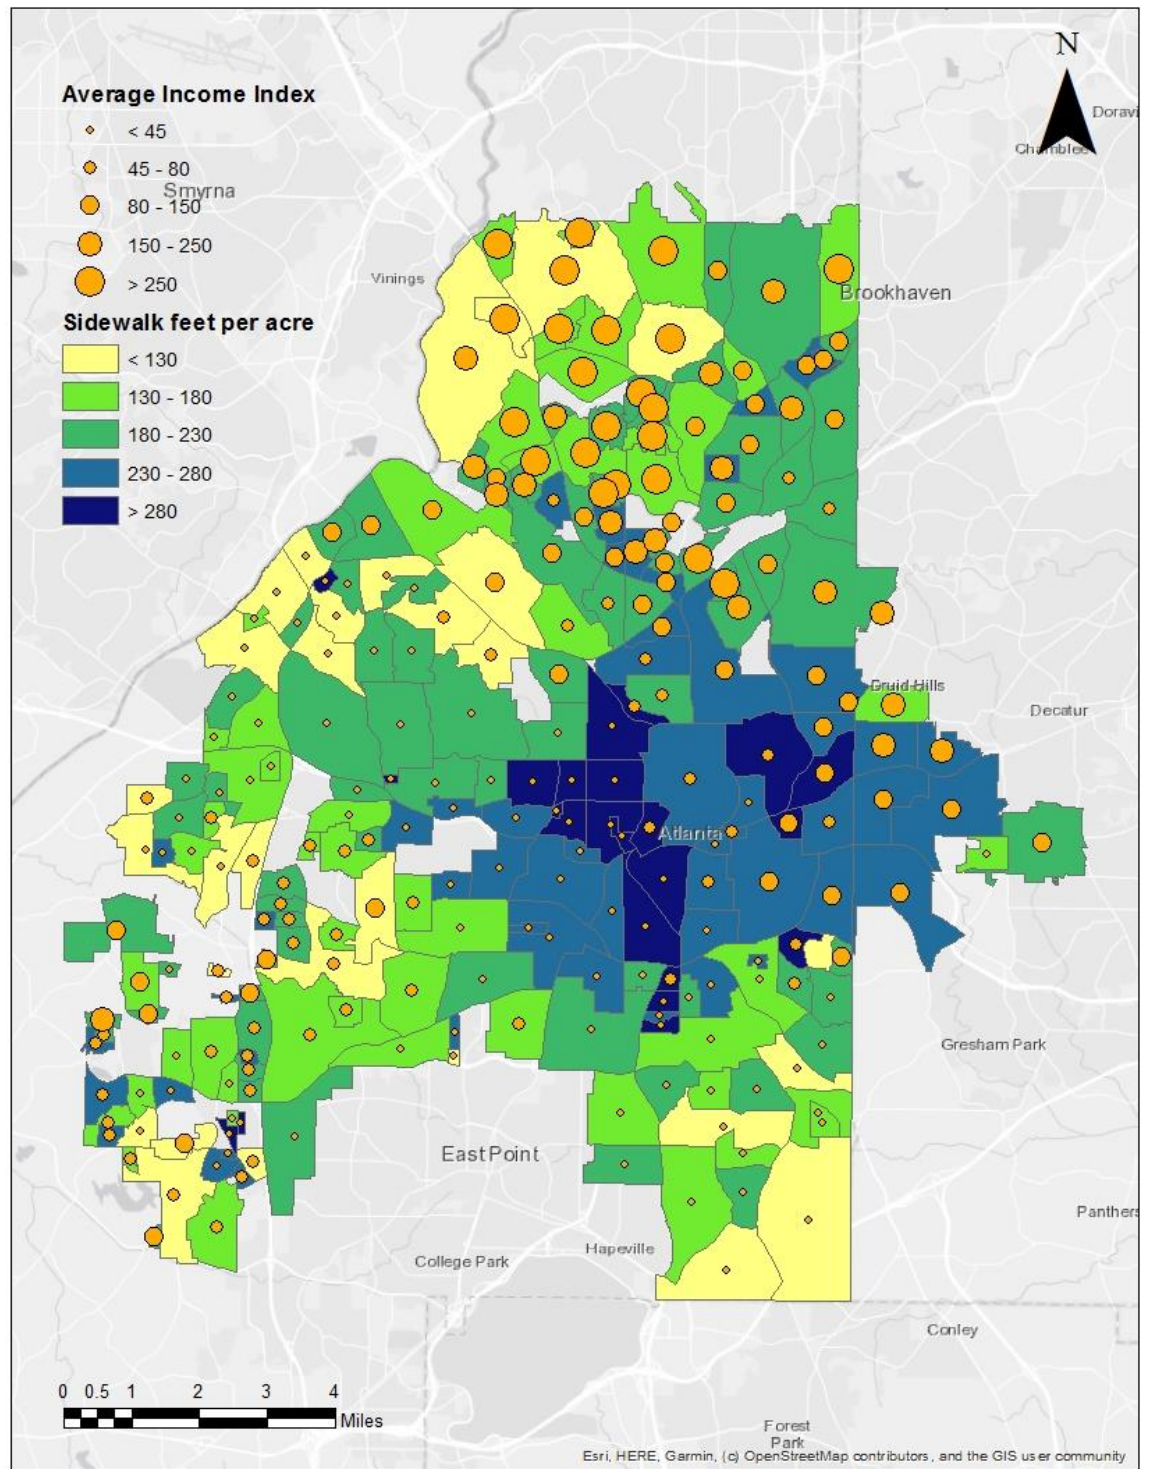 N
Average Income Index
< 45
45 - 80
80 - 150
150 - 250
> 250
Sidewalk feet per acre
< 130
130 - 180
180 - 230
230 - 280
> 280
Doravi
Chamblee
Smyrna
Vinings
Brookhaven
Druid Hills
Decatur
Atlanta
Gresham Park
East Point
Panthers
Hapeville
College Park
Conley
0 0.5 1 2 3 4
Miles
Forest
Park
Esri, HERE, Garmin, (c) OpenStreetMap contributors, and the GIS user community